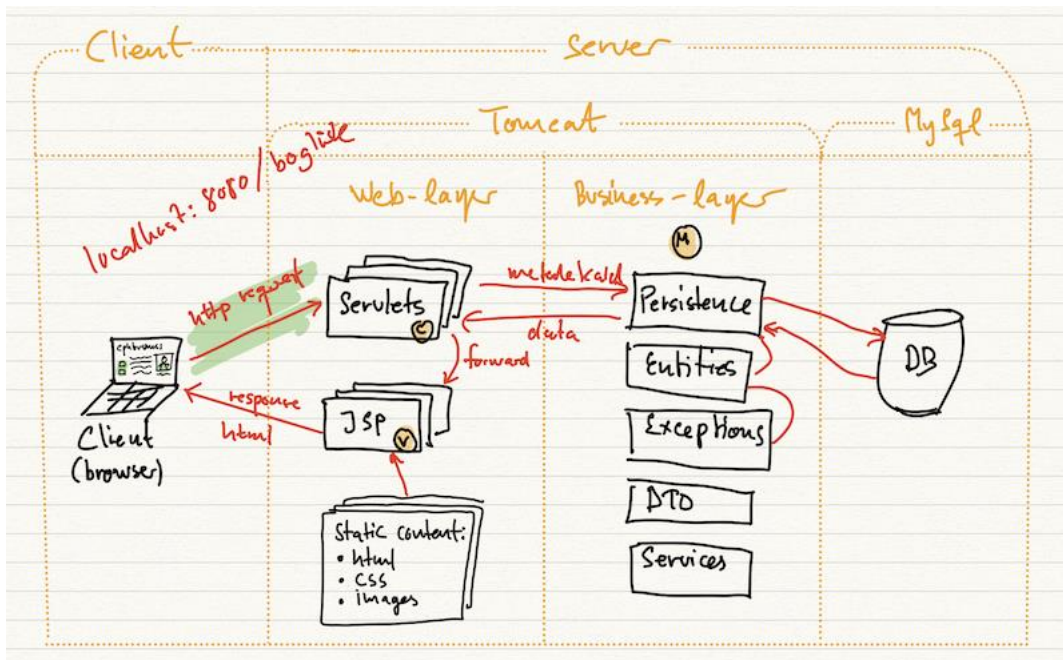 Client
Server
Tomcat
MySql
localhost:8080/bogliste
Web-layer
Business-layer
M
http request
Servlets
C
metodekald
data
Persistence
forward
Entities
DB
response
html
JSP
V
Exceptions
Client
(browser)
DTO
Static content:
• html
• CSS
• images
Services